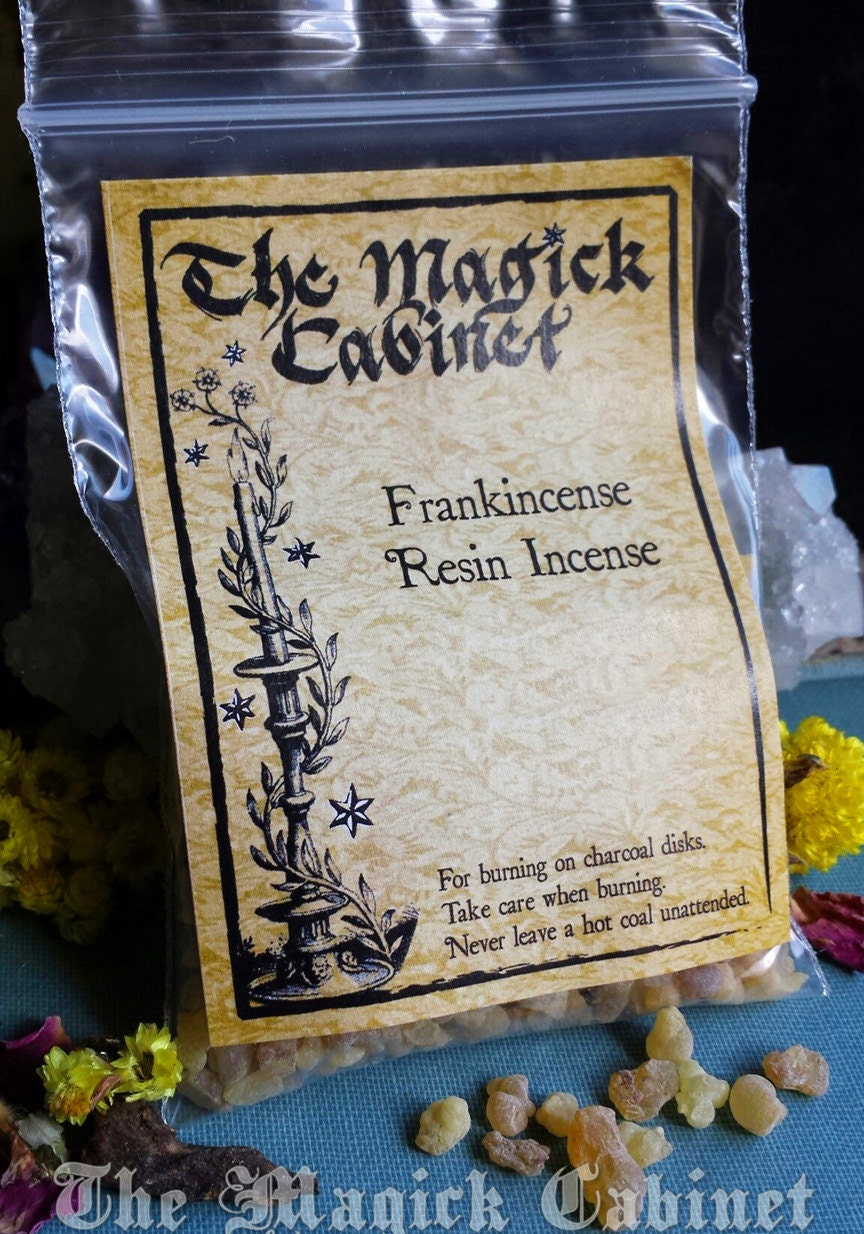 The Magick
Cabinet
Frankincense
Resin Incense
For burning on charcoal disks.
Take care when burning.
Never leave a hot coal unattended.
The Magick Cabinet